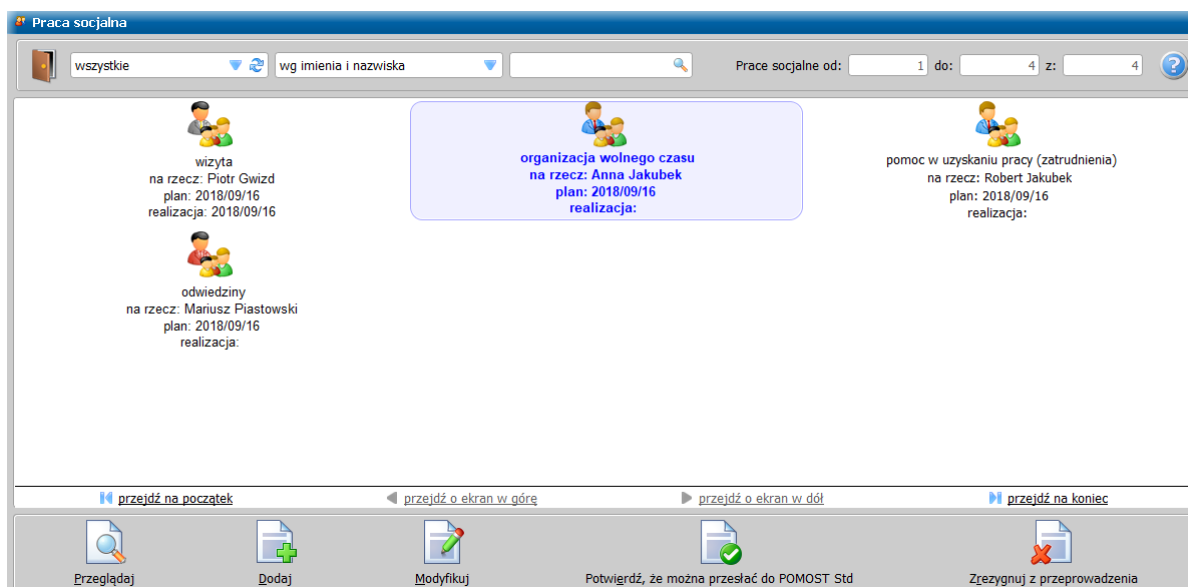 Praca socjalna
wszystkie
wg imienia i nazwiska
Prace socjalne od: 1 do: 4 z: 4
wizyta
na rzecz: Piotr Gwizd
plan: 2018/09/16
realizacja: 2018/09/16
organizacja wolnego czasu
na rzecz: Anna Jakubek
plan: 2018/09/16
realizacja:
pomoc w uzyskaniu pracy (zatrudnienia)
na rzecz: Robert Jakubek
plan: 2018/09/16
realizacja:
odwiedziny
na rzecz: Mariusz Piastowski
plan: 2018/09/16
realizacja:
przejdź na początek
przejdź o ekran w górę
przejdź o ekran w dół
przejdź na koniec
Przeglądaj
Dodaj
Modyfikuj
Potwierdź, że można przesłać do POMOST Std
Zrezygnuj z przeprowadzenia